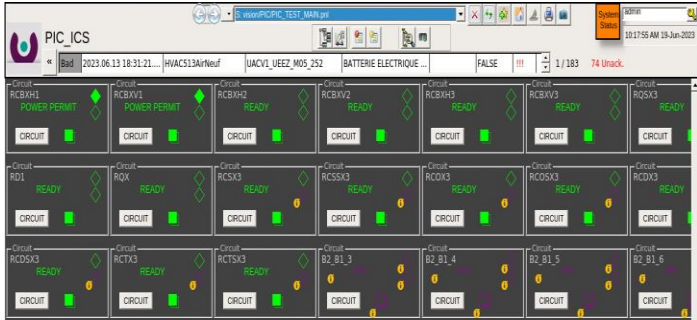 S: vision/PIC/PIC_TEST_MAIN.pnl
System Status
admin
10:17:55 AM 19-Jun-2023
PIC_ICS
« Bad 2023.06.13 18:31:21.... HVAC513AirNeuf UACV1_UEEZ_M05_252 BATTERIE ELECTRIQUE ... FALSE !!! 1 / 183 74 Unack.
Circuit Circuit Circuit Circuit Circuit Circuit Circuit
RCBXH1 RCBXV1 RCBXH2 RCBXV2 RCBXH3 RCBXV3 RQSX3
POWER PERMIT POWER PERMIT READY READY READY READY READY
CIRCUIT CIRCUIT CIRCUIT CIRCUIT CIRCUIT CIRCUIT CIRCUIT
Circuit Circuit Circuit Circuit Circuit Circuit Circuit
RD1 RQX RCSX3 RCSSX3 RCOX3 RCOSX3 RCDX3
READY READY READY READY READY READY READY
CIRCUIT CIRCUIT CIRCUIT CIRCUIT CIRCUIT CIRCUIT CIRCUIT
Circuit Circuit Circuit Circuit Circuit Circuit Circuit
RCDSX3 RCTX3 RCTSX3 B2_B1_3 B2_B1_4 B2_B1_5 B2_B1_6
READY READY READY
CIRCUIT CIRCUIT CIRCUIT CIRCUIT CIRCUIT CIRCUIT CIRCUIT